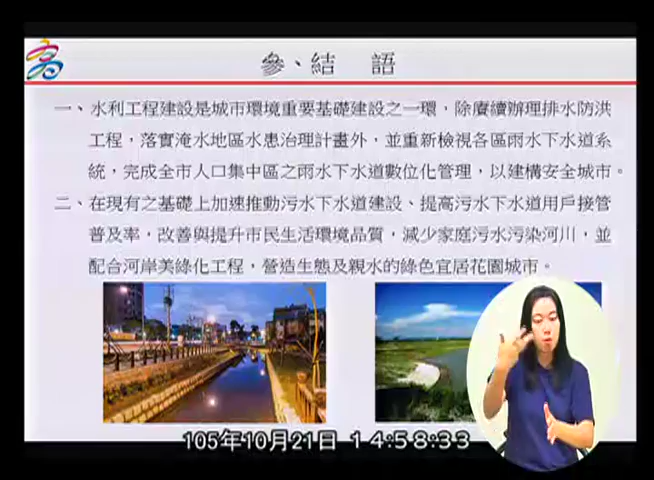 參、結 語
一、水利工程建設是城市環境重要基礎建設之一環，除賡續辦理排水防洪
工程，落實淹水地區水患治理計畫外，並重新檢視各區雨水下水道系
統，完成全市人口集中區之雨水下水道數位化管理，以建構安全城市。
二、在現有之基礎上加速推動污水下水道建設、提高污水下水道用戶接管
普及率，改善與提升市民生活環境品質，減少家庭污水污染河川，並
配合河岸美綠化工程，營造生態及親水的綠色宜居花園城市。
105年10月21日 14:58:33